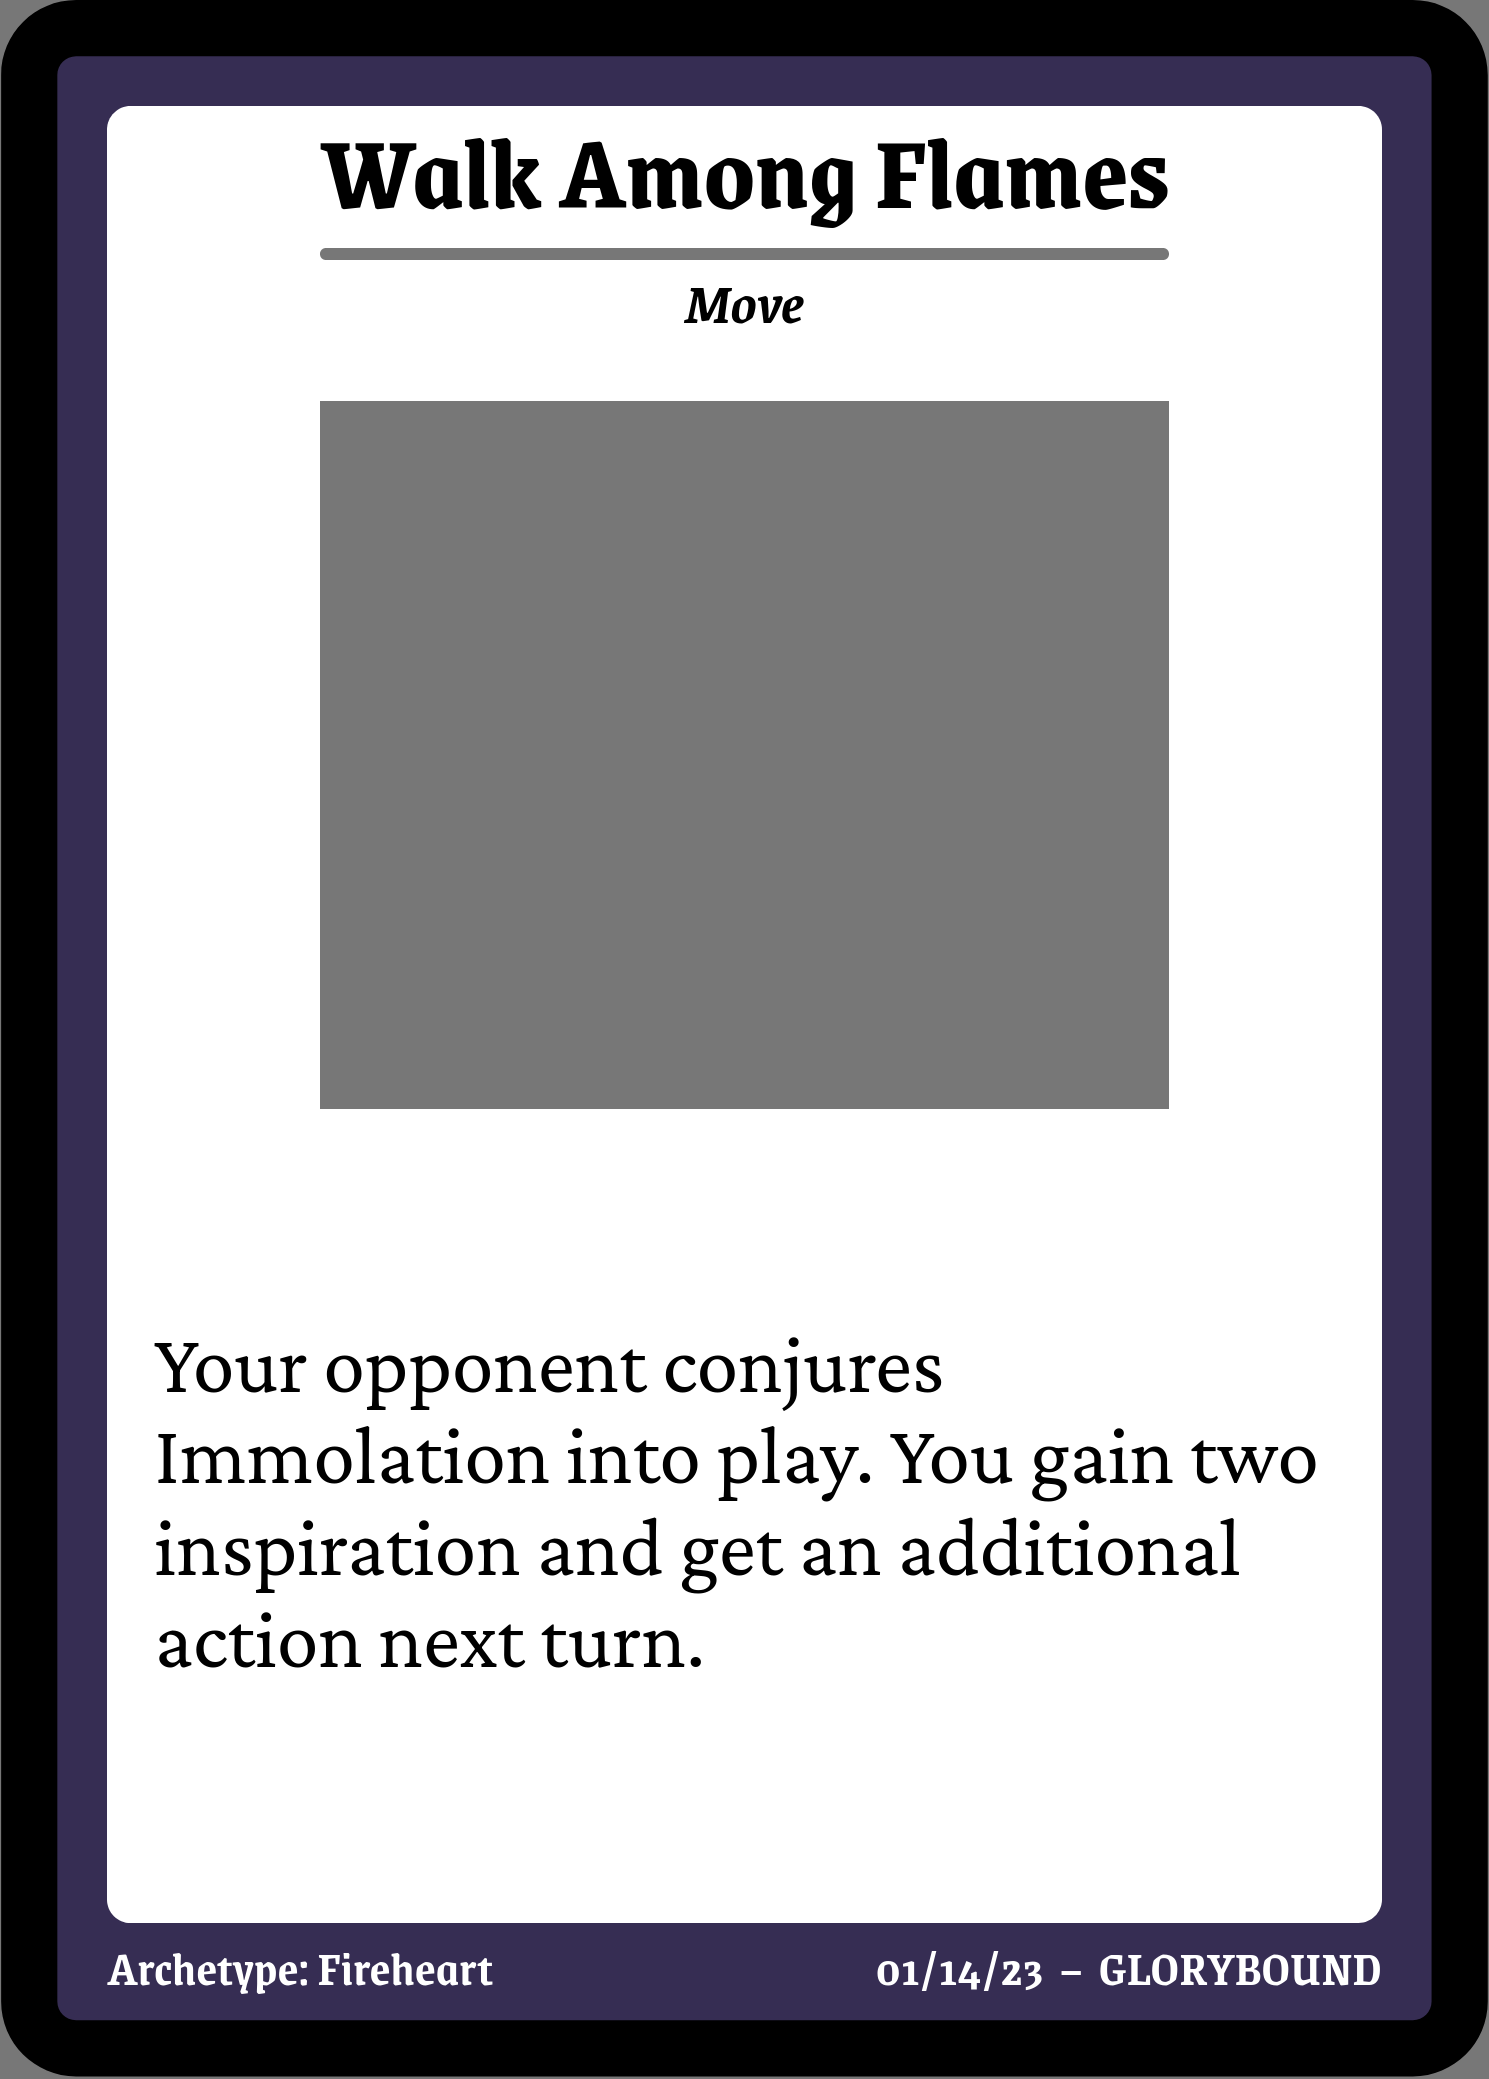 Walk Among Flames
Move
Your opponent conjures
Immolation into play. You gain two
inspiration and get an additional
action next turn.
Archetype: Fireheart
01/14/23 – GLORYBOUND